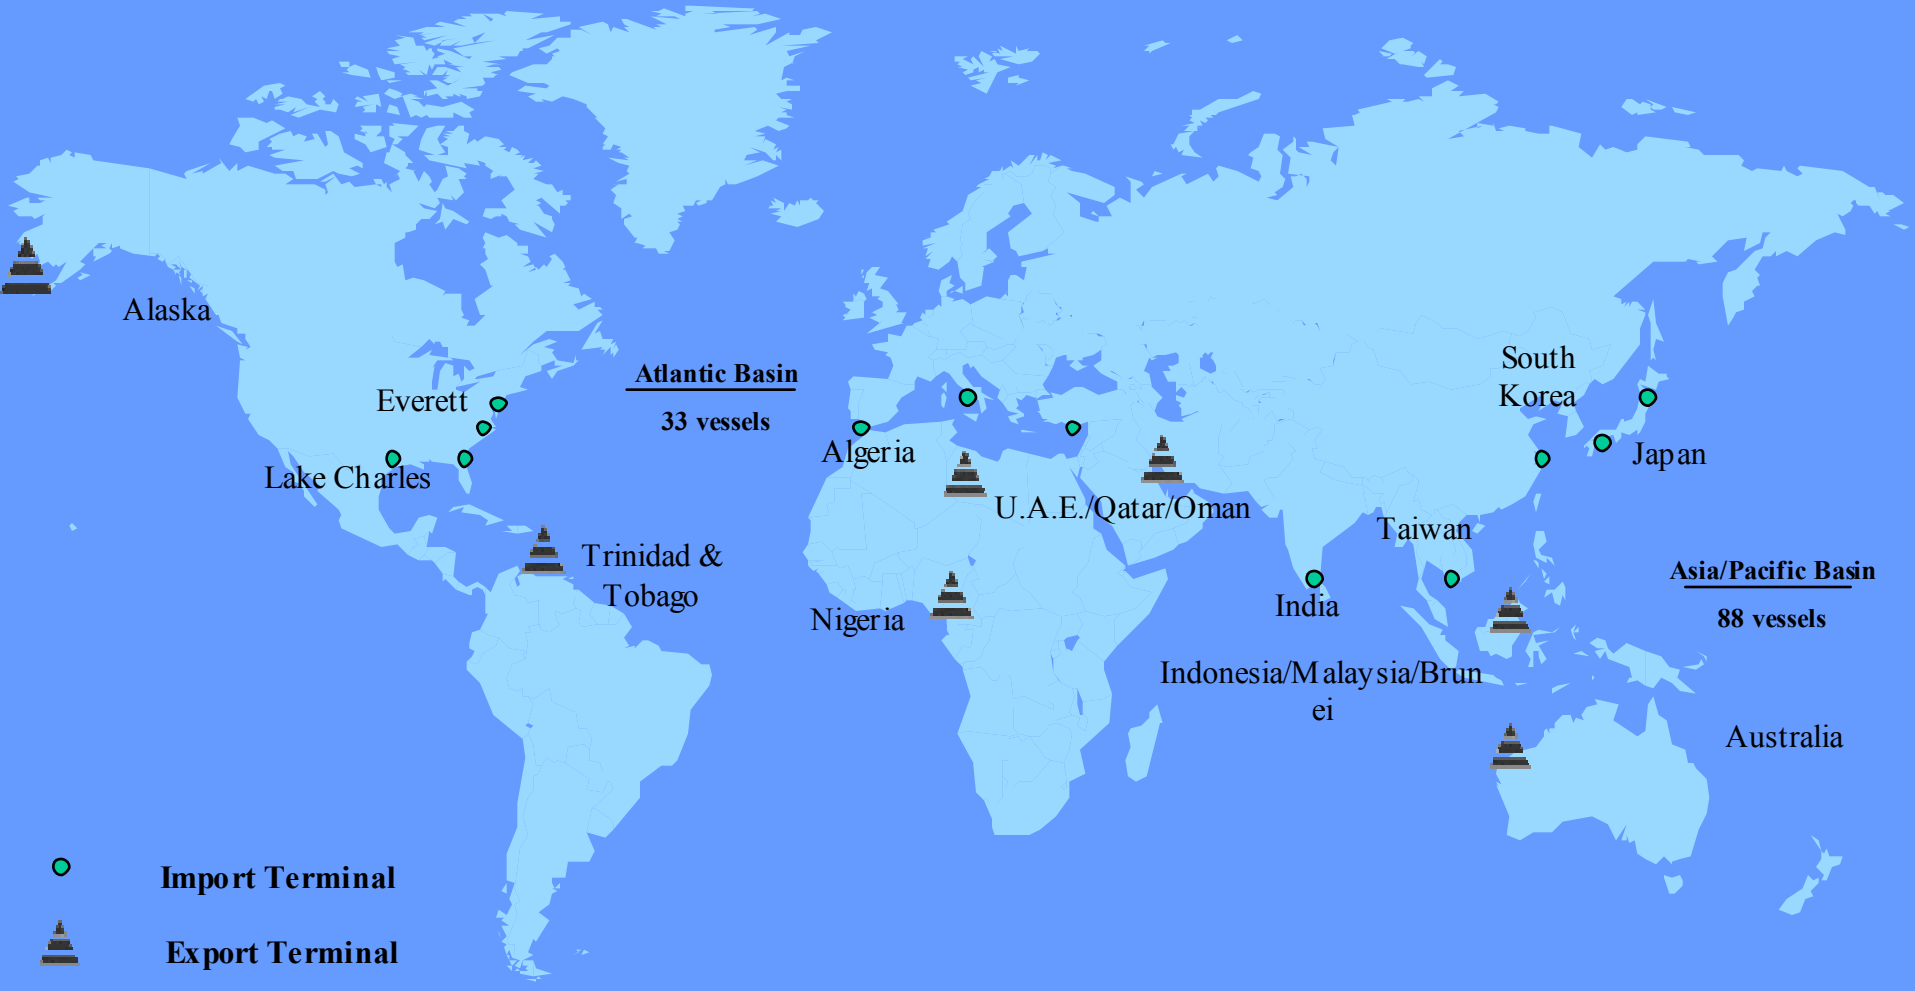 Alaska
South
Korea
Atlantic Basin
33 vessels
Everett
Algeria
Japan
Lake Charles
U.A.E./Qatar/Oman
Taiwan
Trinidad &
Tobago
Asia/Pacific Basin
88 vessels
India
Nigeria
Indonesia/Malaysia/Brun
ei
Australia
Import Terminal
Export Terminal